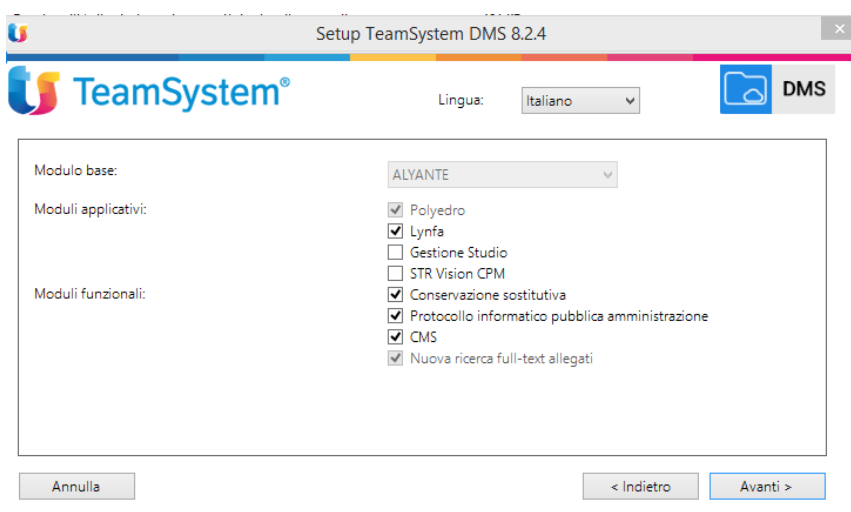 Setup TeamSystem DMS 8.2.4
TeamSystem®
Lingua: Italiano
DMS
Modulo base: ALYANTE
Moduli applicativi: Polyedro
Lynfa
Gestione Studio
STR Vision CPM
Moduli funzionali: Conservazione sostitutiva
Protocollo informatico pubblica amministrazione
CMS
Nuova ricerca full-text allegati
Annulla < Indietro Avanti >